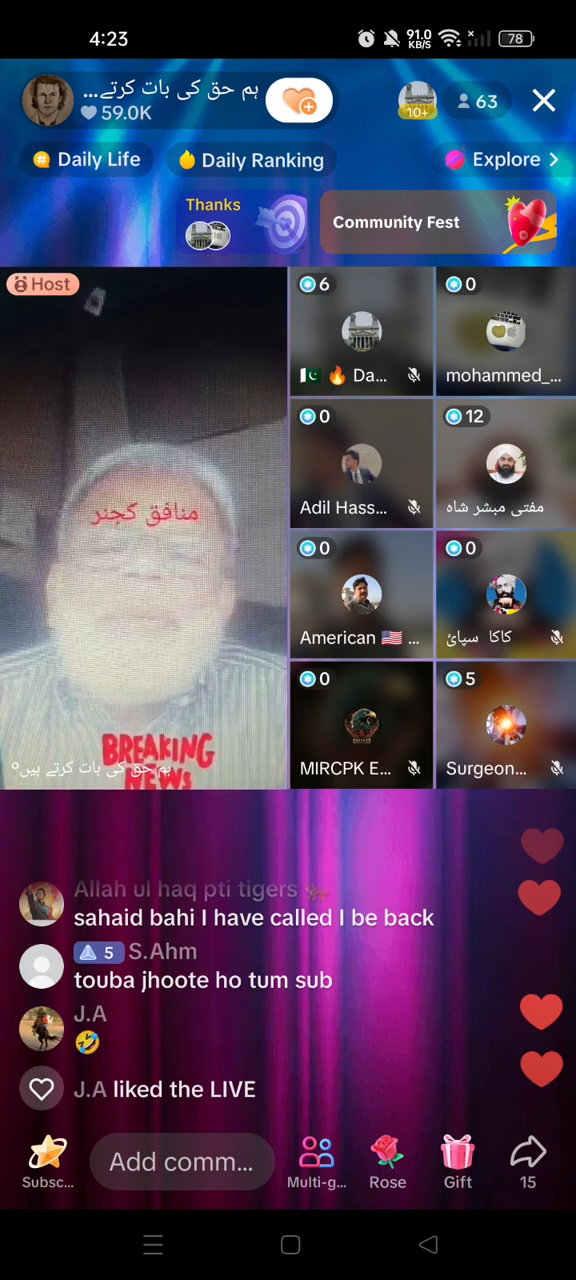 4:23
91.0
KB/S
78
ہم حق کی بات کرتے...
59.0K
10+
63
Daily Life
Daily Ranking
Explore
Thanks
Community Fest
Host
6
0
Da...
mohammed_...
0
12
Adil Hass...
مفتی مبشر شاہ
0
0
American 🇺🇸 ...
کاکا سپائ
0
5
MIRCPK E...
Surgeon...
منافق کجنر
BREAKING
NEWS
ہم حق کی بات کرتے ہیں°
Allah ul haq pti tigers
sahaid bahi I have called I be back
5 S.Ahm
touba jhoote ho tum sub
J.A
🤣
J.A liked the LIVE
Add comm...
Subsc...
Multi-g...
Rose
Gift
15